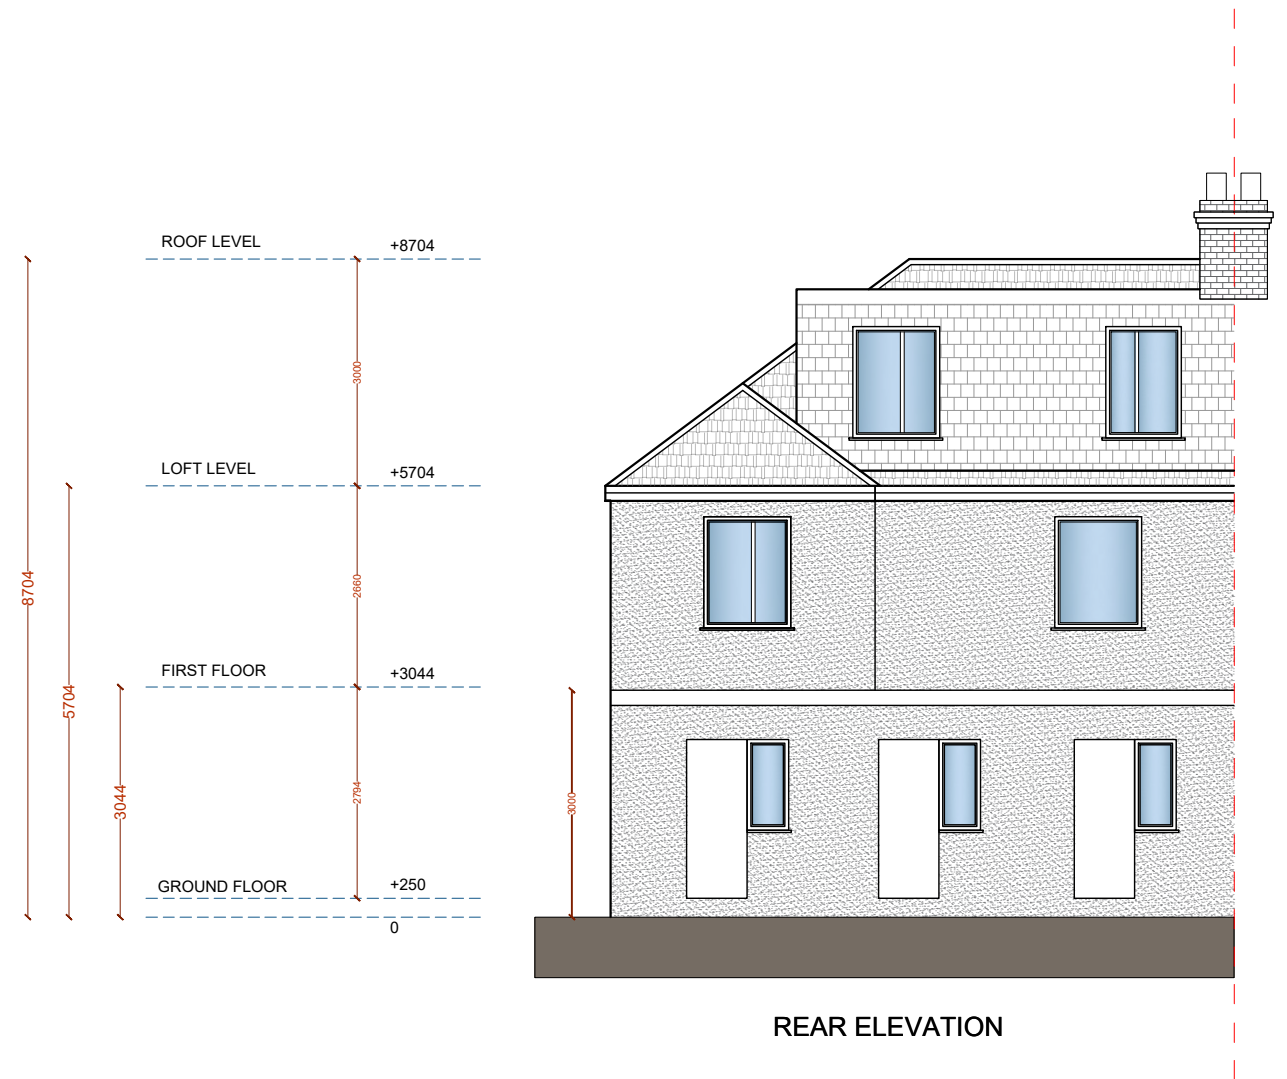 ROOF LEVEL
+8704
3000
LOFT LEVEL
+5704
8704
2660
5704
FIRST FLOOR
+3044
3044
2794
3000
GROUND FLOOR
+250
0
REAR ELEVATION